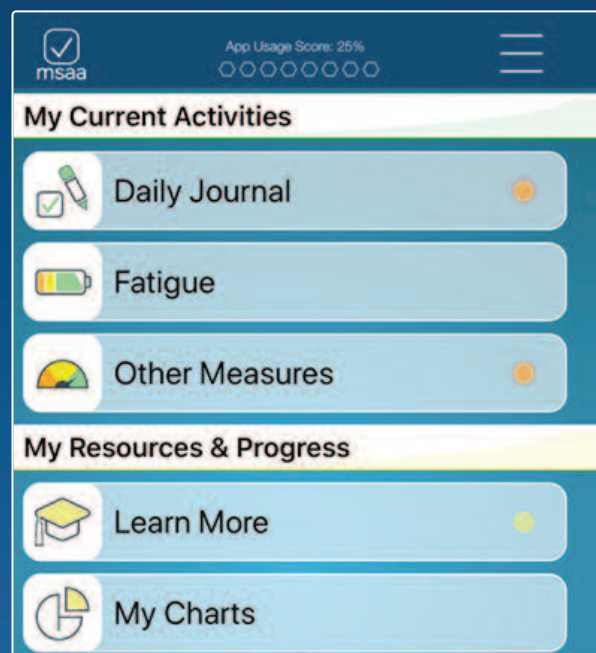 msaa
App Usage Score: 25%
My Current Activities
Daily Journal
Fatigue
Other Measures
My Resources & Progress
Learn More
My Charts